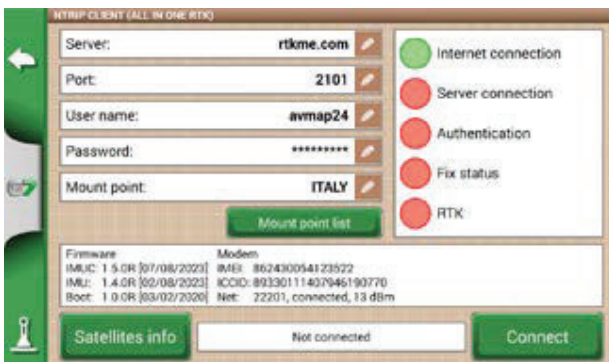 NTRIP CLIENT (ALL IN ONE RTK)
Server: rtkme.com
Port: 2101
User name: avmap24
Password: *********
Mount point: ITALY
Mount point list
Internet connection
Server connection
Authentication
Fix status
RTK
Firmware
IMUC: 1.5.0R [07/08/2023]
IMU: 1.4.0R [02/08/2023]
Boot: 1.0.0R [03/02/2020]
Modem
IMEI: 862430054123522
ICCID: 89330111407946190770
Net: 22201, connected, 13 dBm
Satellites info
Not connected
Connect